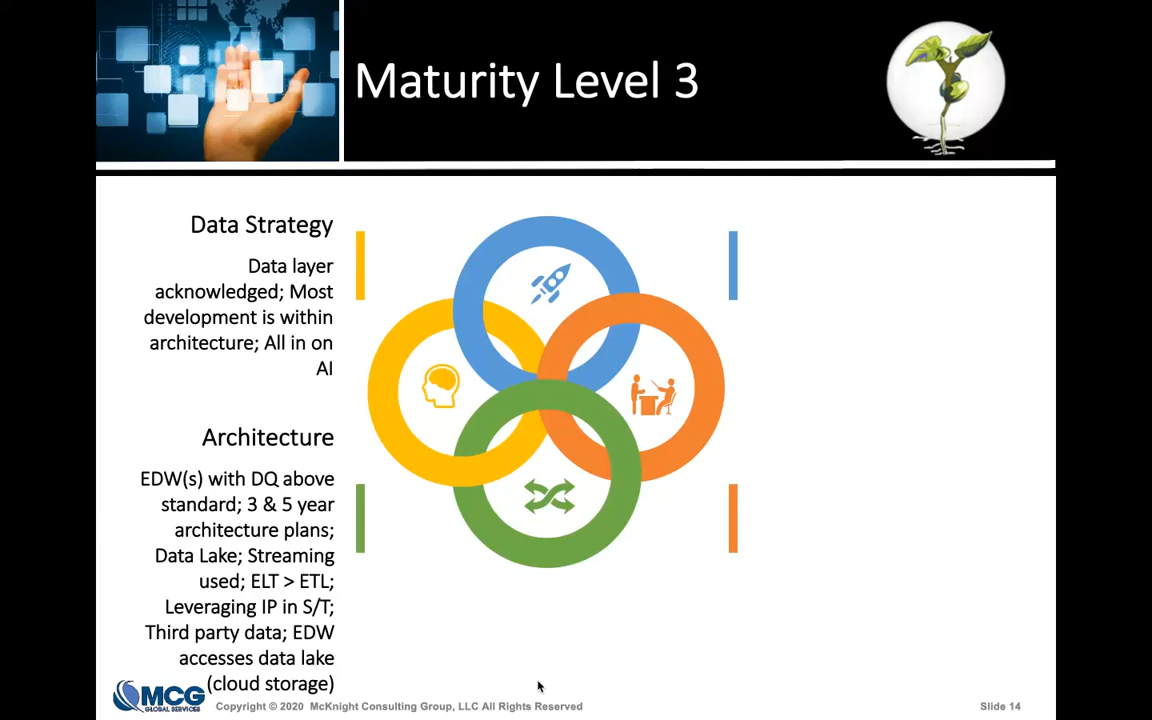 Maturity Level 3
Data Strategy
Data layer
acknowledged; Most
development is within
architecture; All in on
AI
Architecture
EDW(s) with DQ above
standard; 3 & 5 year
architecture plans;
Data Lake; Streaming
used; ELT > ETL;
Leveraging IP in S/T;
Third party data; EDW
accesses data lake
(cloud storage)
MCG
GLOBAL SERVICES
Copyright © 2020 McKnight Consulting Group, LLC All Rights Reserved
Slide 14